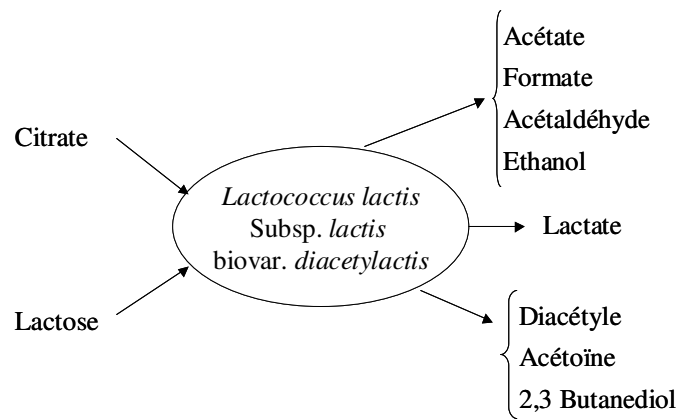 Citrate
Lactose
Lactococcus lactis
Subsp. lactis
biovar. diacetylactis
Acétate
Formate
Acétaldéhyde
Ethanol
Lactate
Diacétyle
Acétoïne
2,3 Butanediol